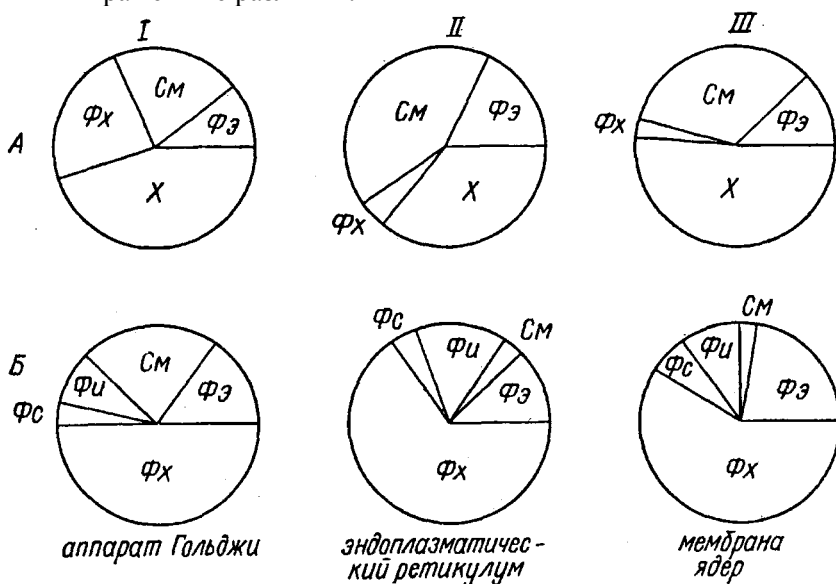 I II III
А
Фх См Фэ Х
См Фэ Фх Х
Фх См Фэ Х
Б
Фс Фи См Фэ Фх
Фс Фи См Фэ Фх
Фс Фи См Фэ Фх
аппарат Гольджи
эндоплазматичес-
кий ретикулум
мембрана
ядер